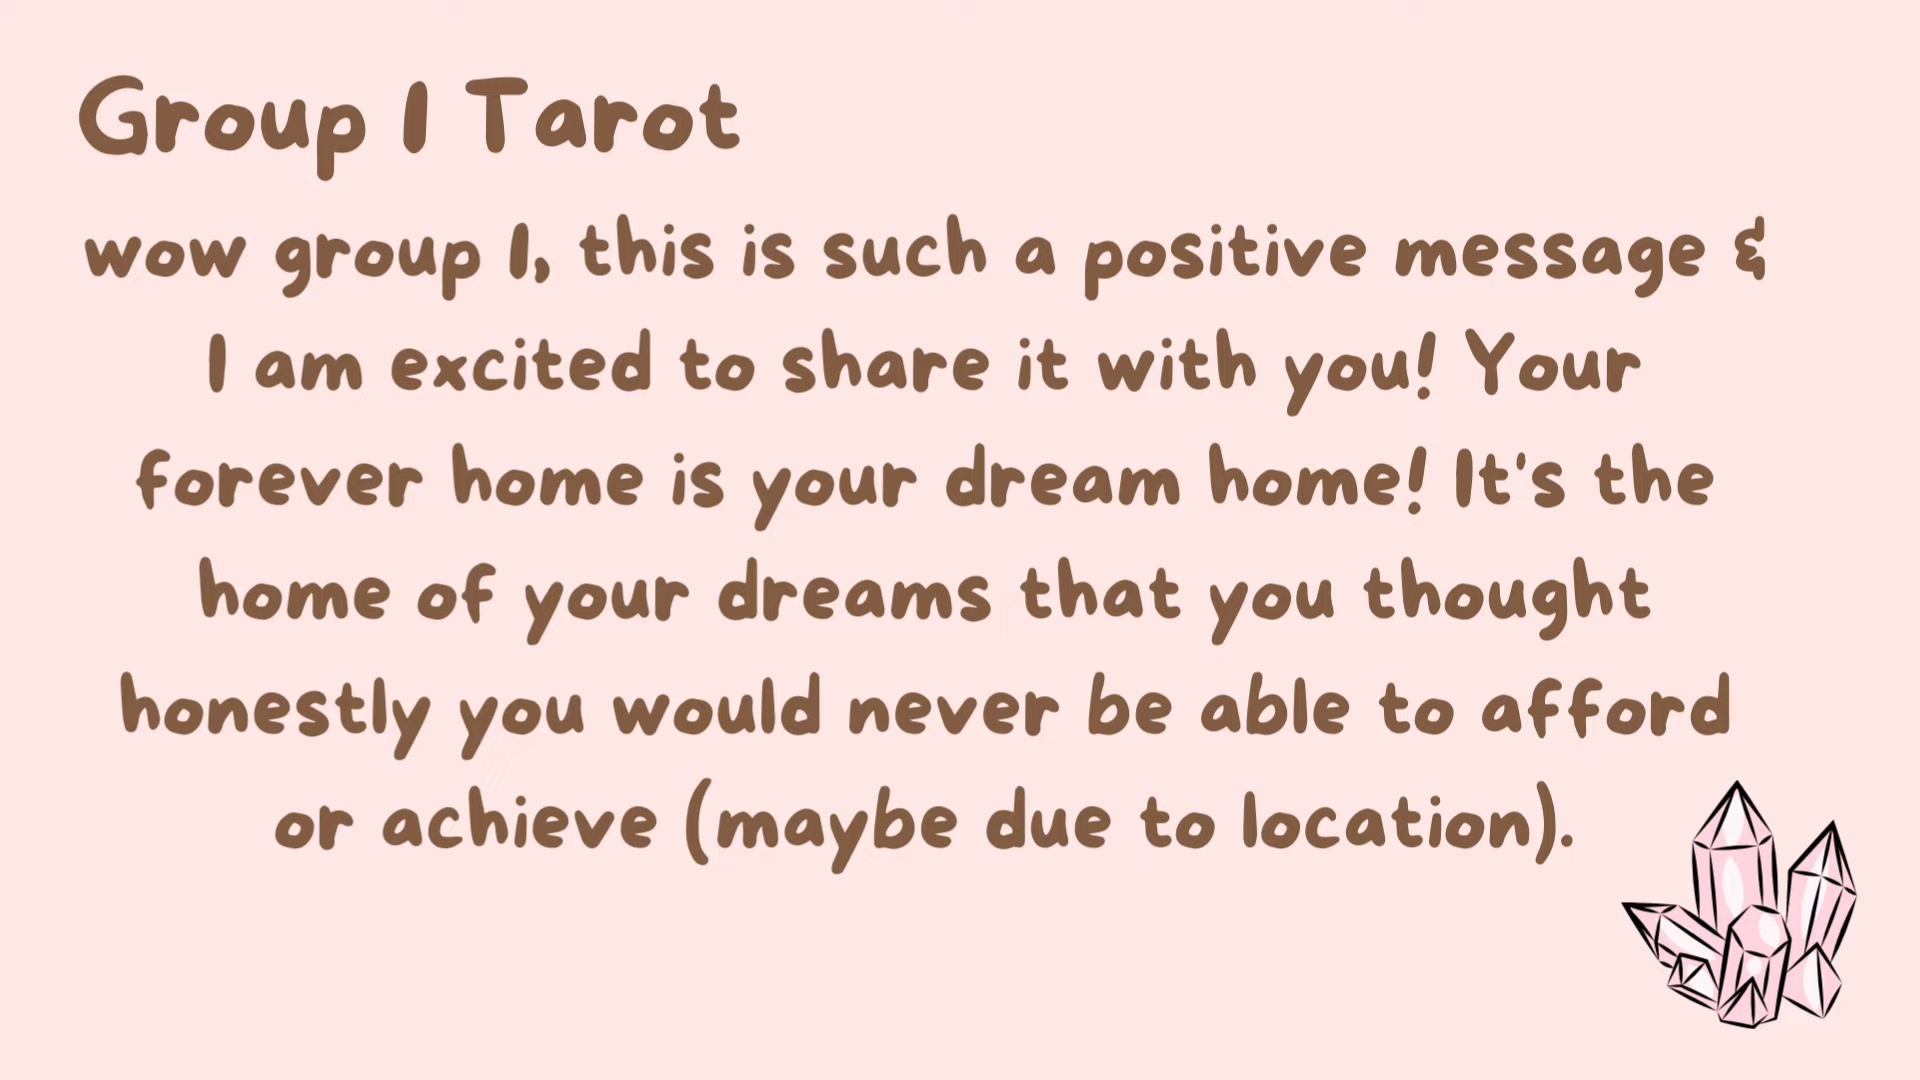 Group 1 Tarot
wow group 1, this is such a positive message &
I am excited to share it with you! Your
forever home is your dream home! It's the
home of your dreams that you thought
honestly you would never be able to afford
or achieve (maybe due to location).